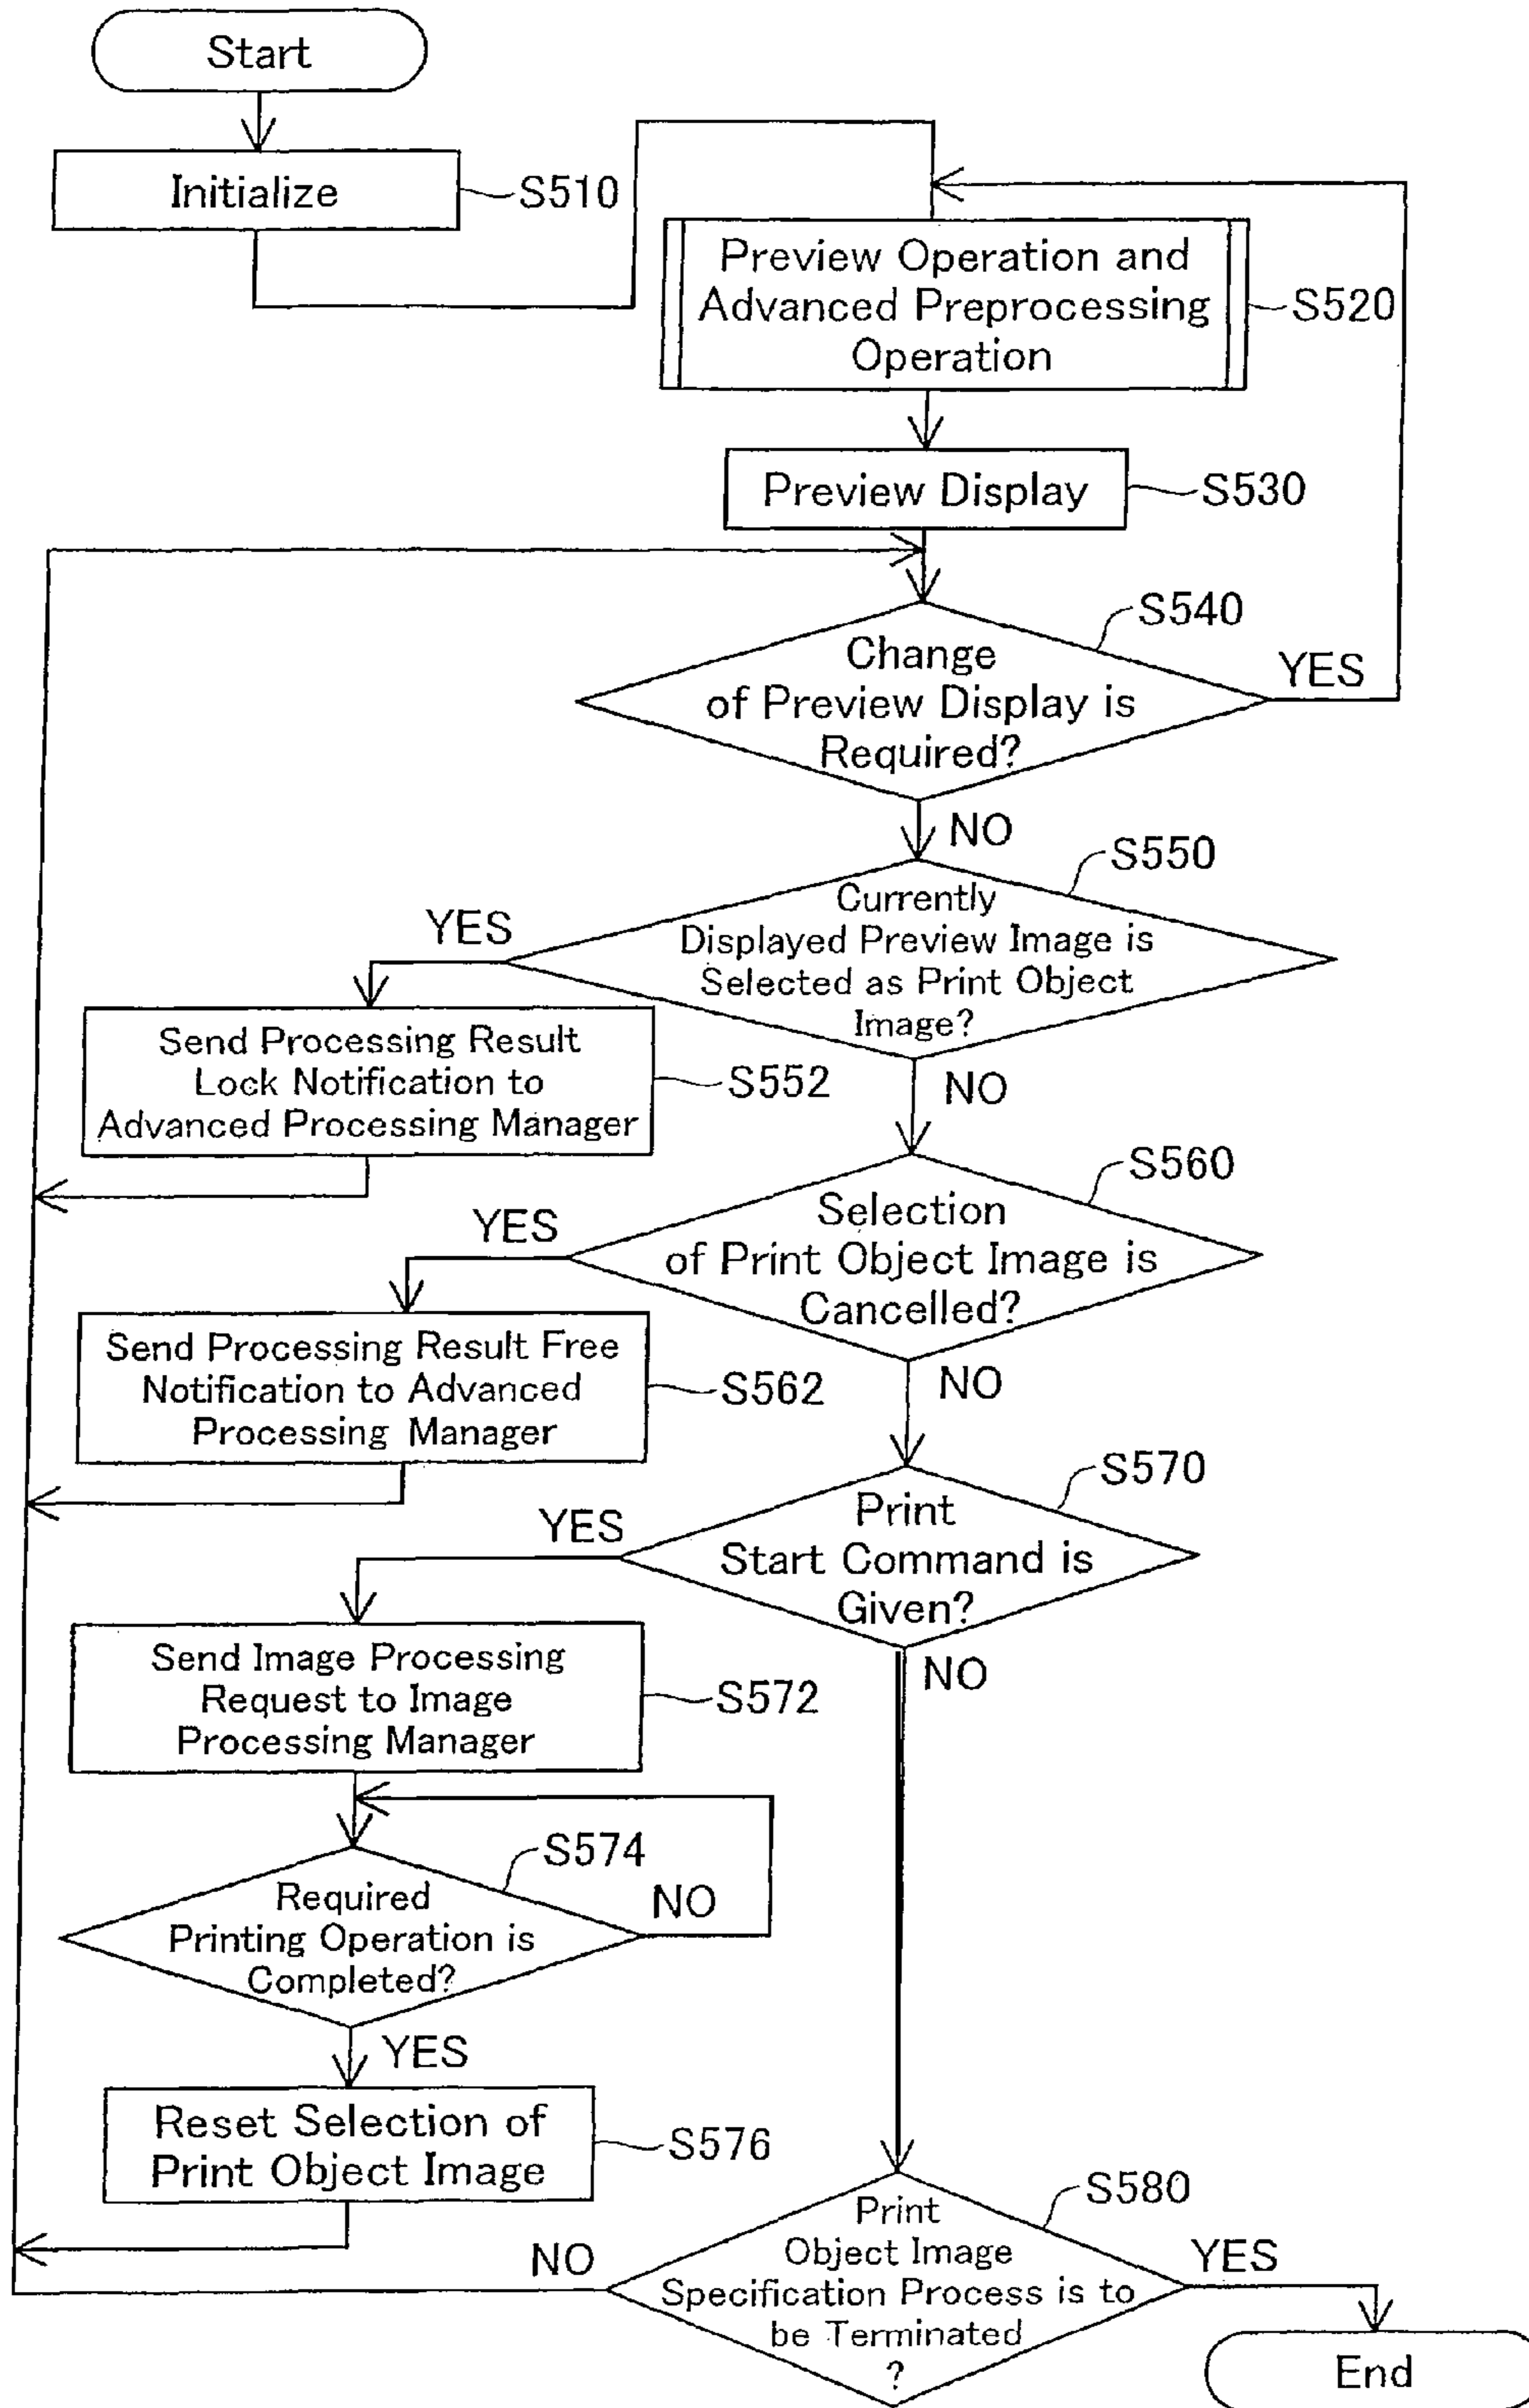 Start
Initialize
S510
Preview Operation and
Advanced Preprocessing
Operation
S520
Preview Display
S530
S540
Change
of Preview Display is
Required?
YES
NO
S550
Currently
Displayed Preview Image is
Selected as Print Object
Image?
YES
Send Processing Result
Lock Notification to
Advanced Processing Manager
S552
NO
S560
Selection
of Print Object Image is
Cancelled?
YES
Send Processing Result Free
Notification to Advanced
Processing Manager
S562
NO
S570
Print
Start Command is
Given?
YES
Send Image Processing
Request to Image
Processing Manager
S572
NO
S574
Required
Printing Operation is
Completed?
NO
YES
Reset Selection of
Print Object Image
S576
S580
Print
Object Image
Specification Process is to
be Terminated
?
NO
YES
End